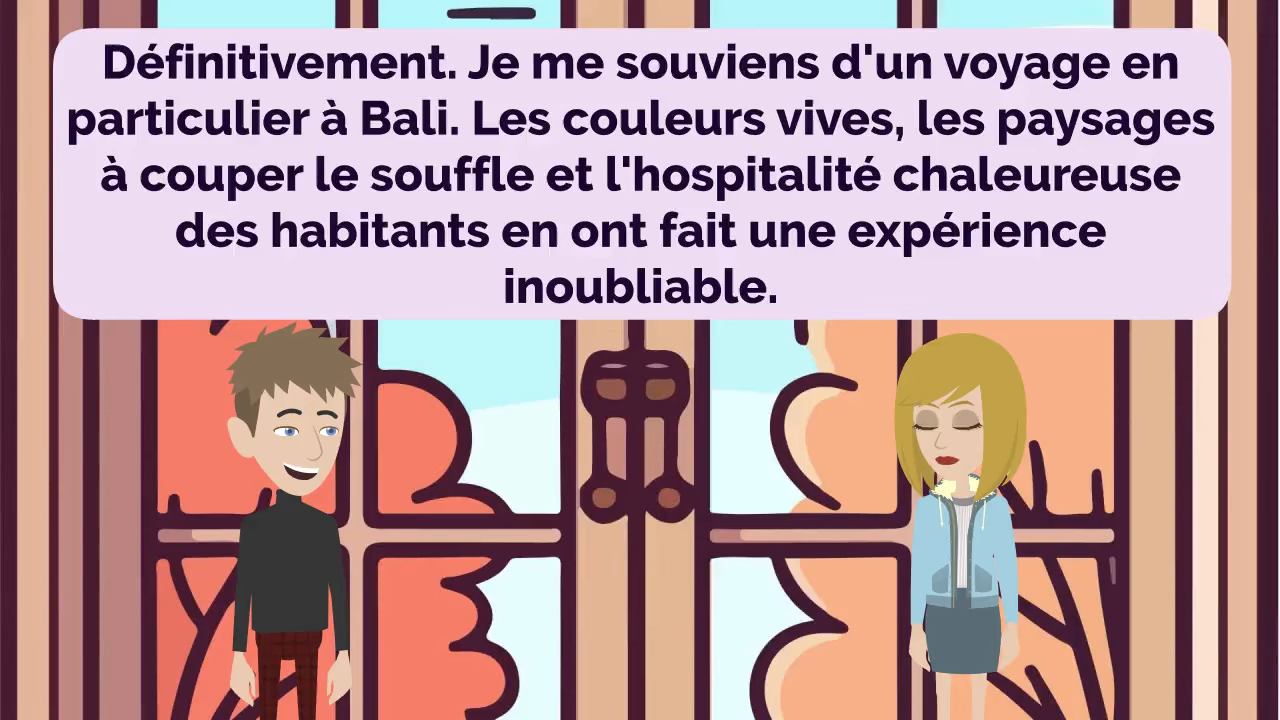 Définitivement. Je me souviens d'un voyage en
particulier à Bali. Les couleurs vives, les paysages
à couper le souffle et l'hospitalité chaleureuse
des habitants en ont fait une expérience
inoubliable.